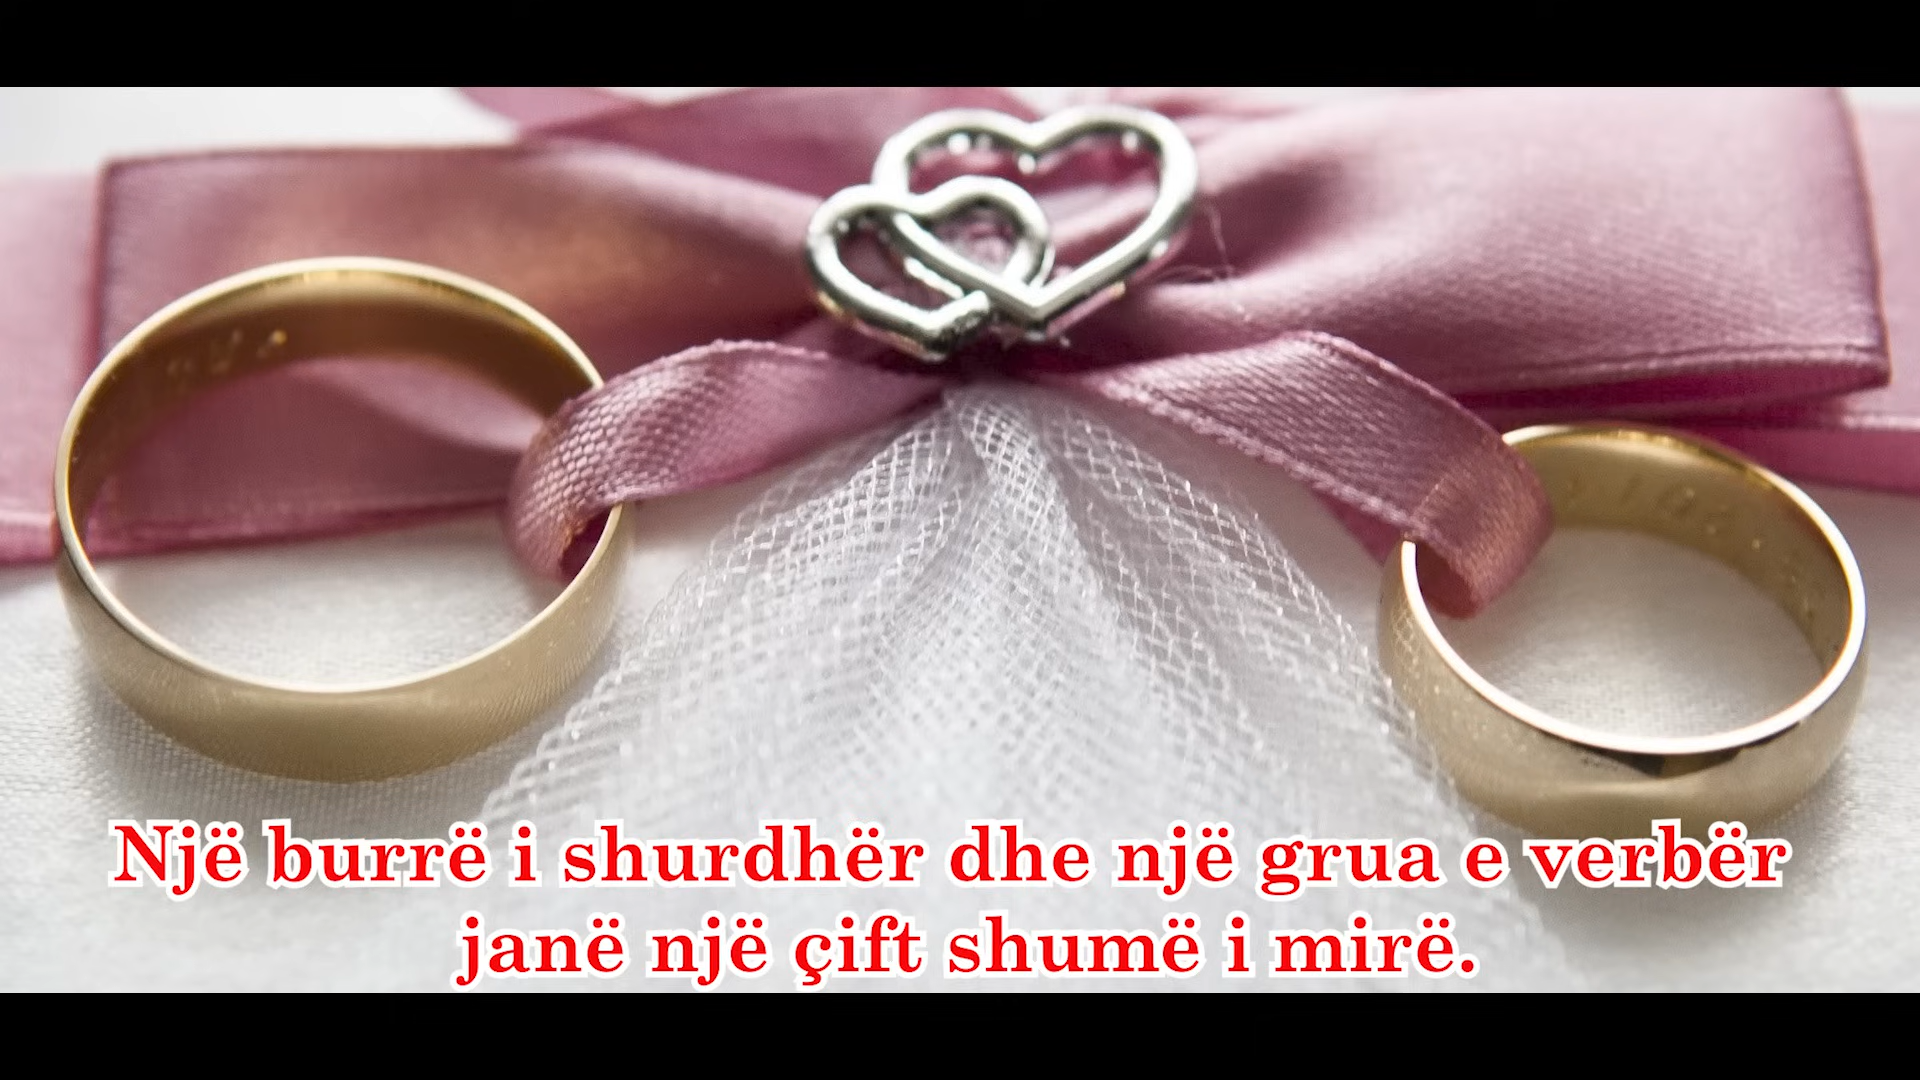 Një burrë i shurdhër dhe një grua e verbër
janë një çift shumë i mirë.